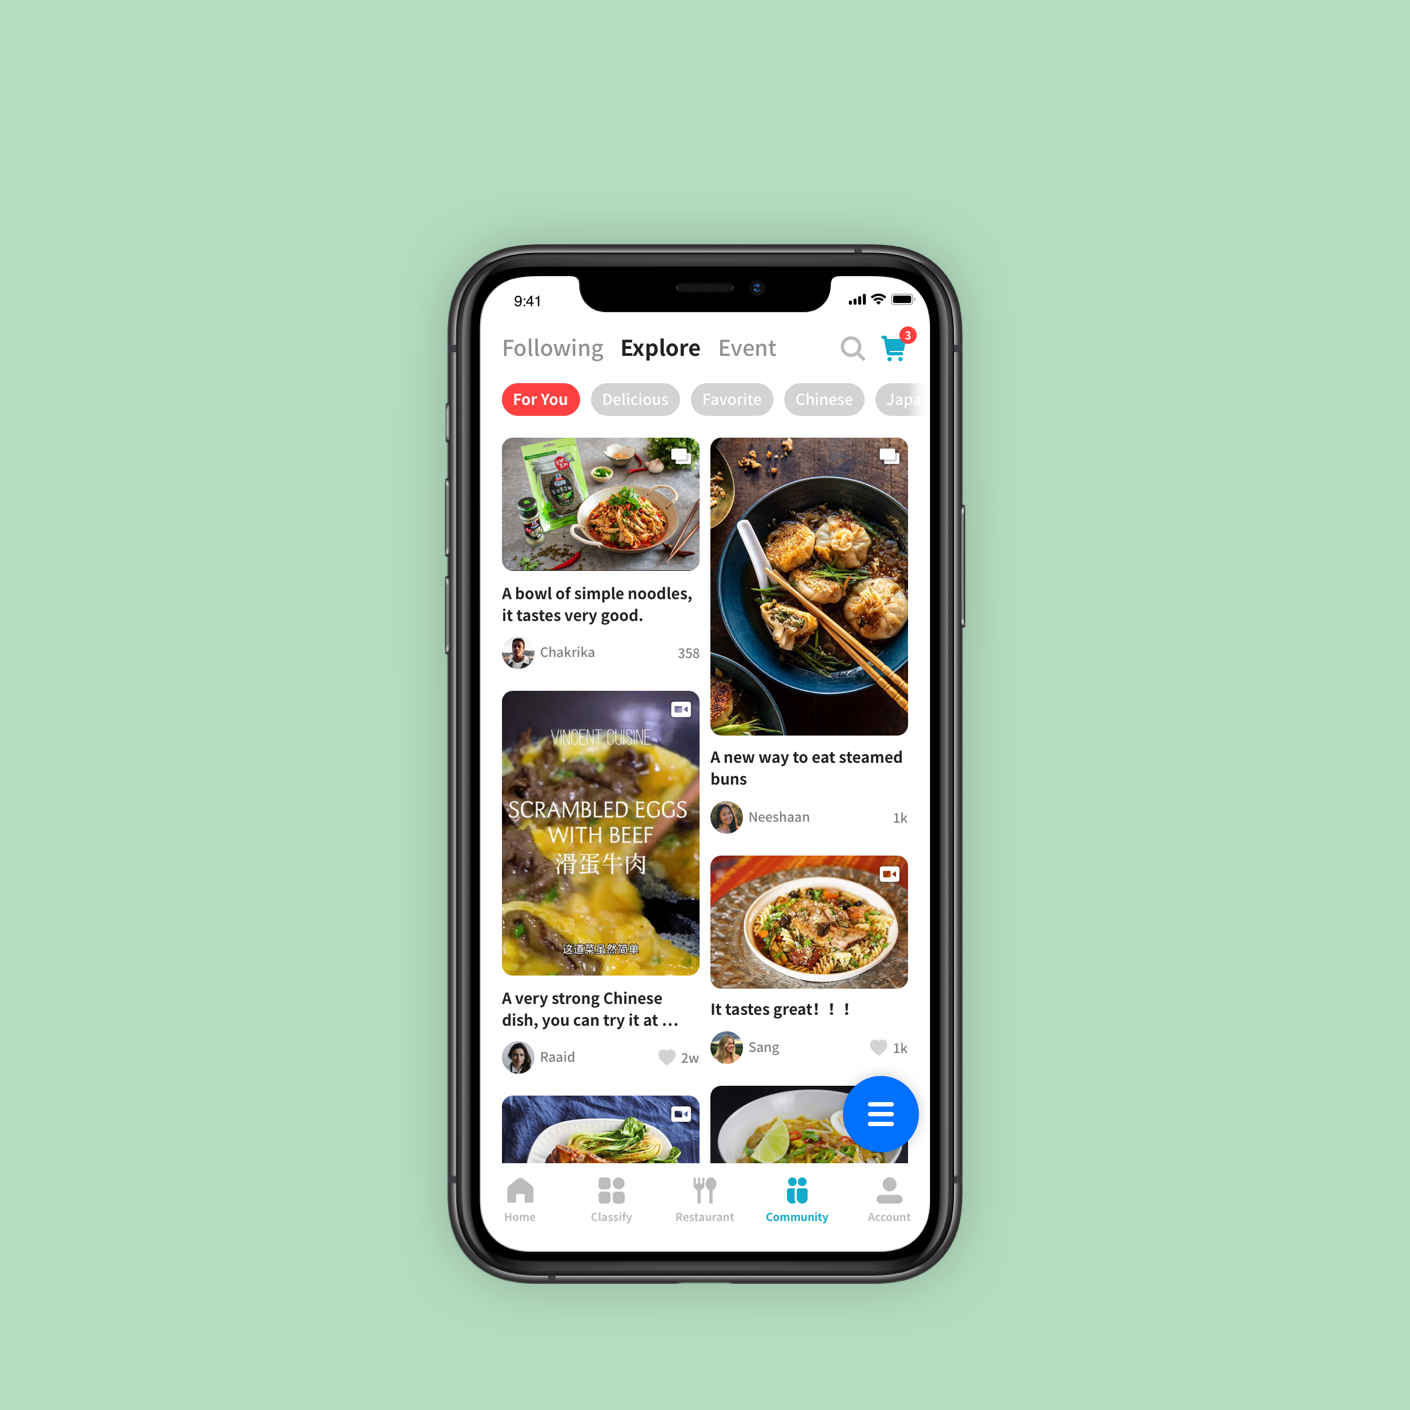 9:41
Following Explore Event
3
For You Delicious Favorite Chinese Japa
A bowl of simple noodles,
it tastes very good.
Chakrika 358
VINCENT CUISINE
SCRAMBLED EGGS
WITH BEEF
滑蛋牛肉
这道菜虽然简单
A very strong Chinese
dish, you can try it at ...
Raaid 2w
A new way to eat steamed
buns
Neeshaan 1k
It tastes great！！！
Sang 1k
Home Classify Restaurant Community Account